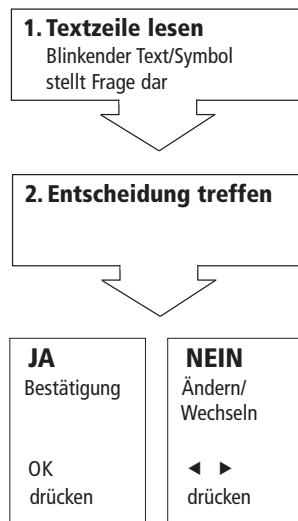 1. Textzeile lesen
Blinkender Text/Symbol
stellt Frage dar
2. Entscheidung treffen
JA
Bestätigung
OK
drücken
NEIN
Ändern/
Wechseln
◄ ►
drücken